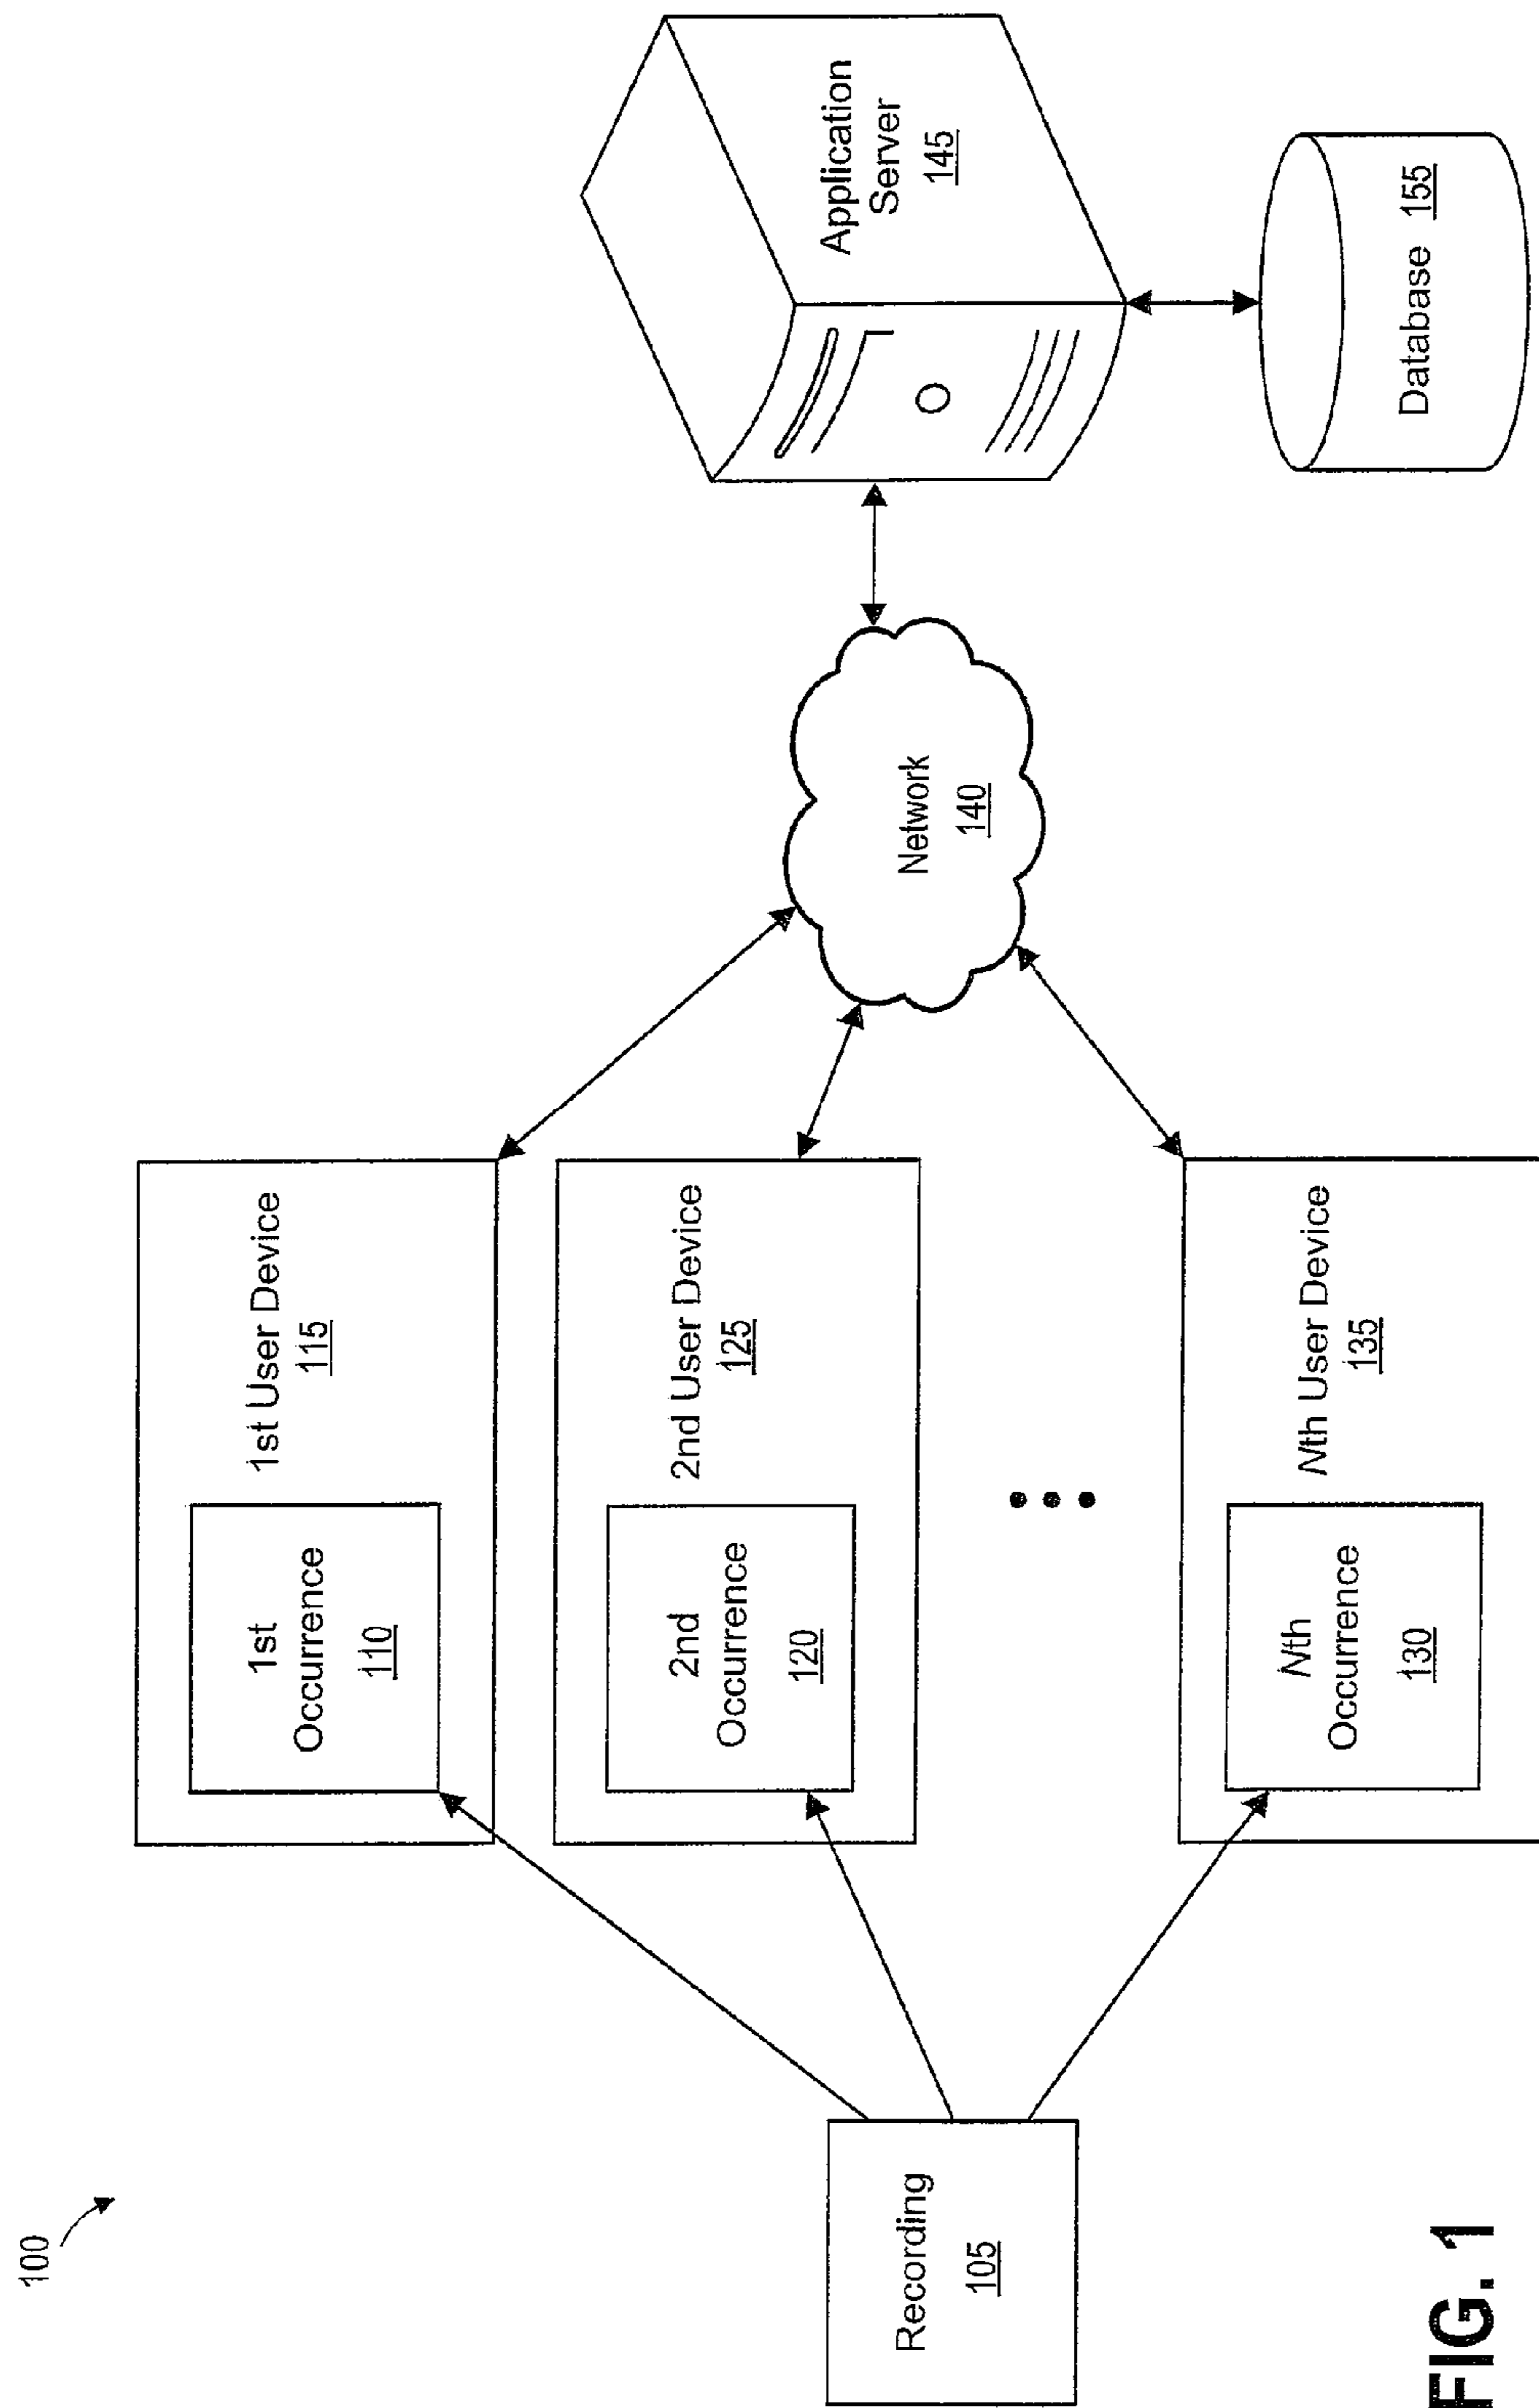 100
Recording
105
1st
Occurrence
110
1st User Device
115
2nd
Occurrence
120
2nd User Device
125
Nth
Occurrence
130
Nth User Device
135
Network
140
Application
Server
145
Database 155
FIG. 1